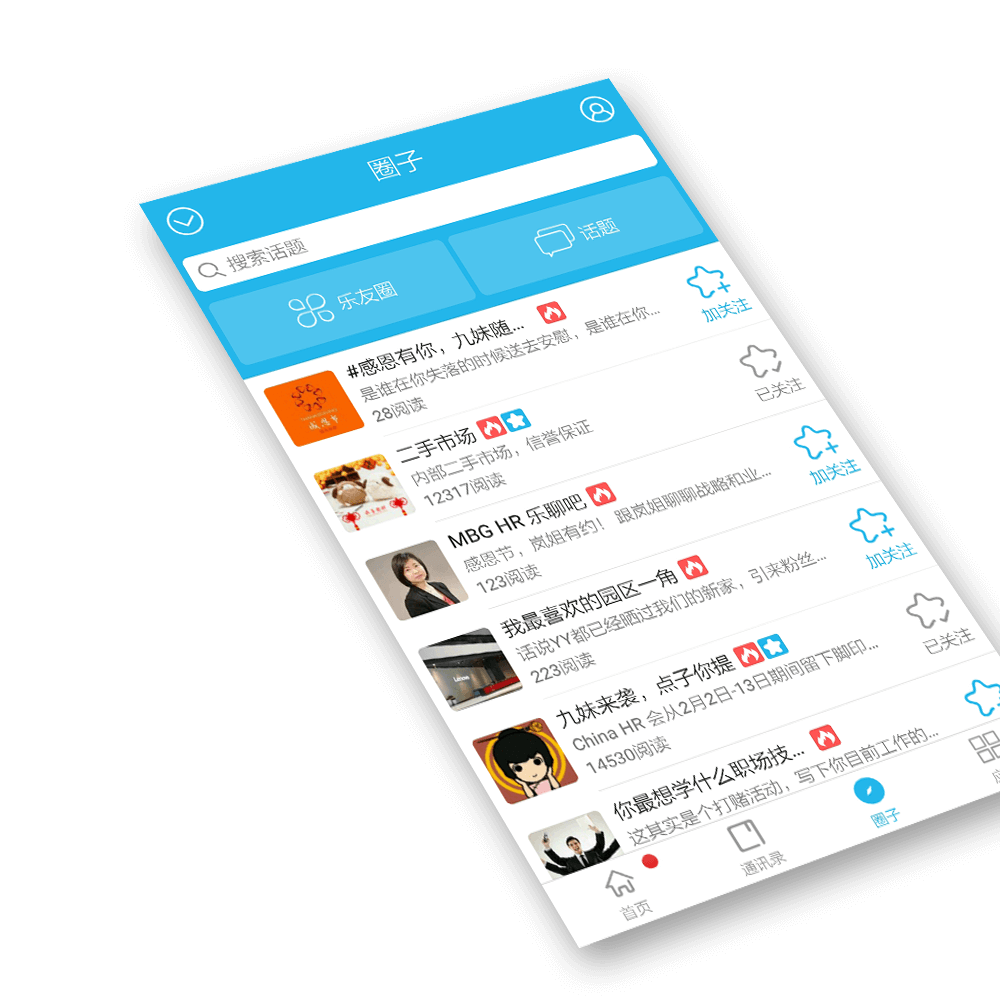 圈子
搜索话题
乐友圈
话题
#感恩有你，九妹随...
是谁在你失落的时候送去安慰，是谁在你...
28阅读
加关注
感恩节
二手市场
内部二手市场，信誉保证
12317阅读
已关注
MBG HR 乐聊吧
感恩节，岚姐有约！ 跟岚姐聊聊战略和业...
123阅读
加关注
我最喜欢的园区一角
话说YY都已经晒过我们的新家，引来粉丝...
223阅读
加关注
Lenovo
九妹来袭，点子你提
China HR 会从2月2日-13日期间留下脚印...
14530阅读
已关注
你最想学什么职场技...
这其实是个打赌活动，写下你目前工作的...
首页
通讯录
圈子